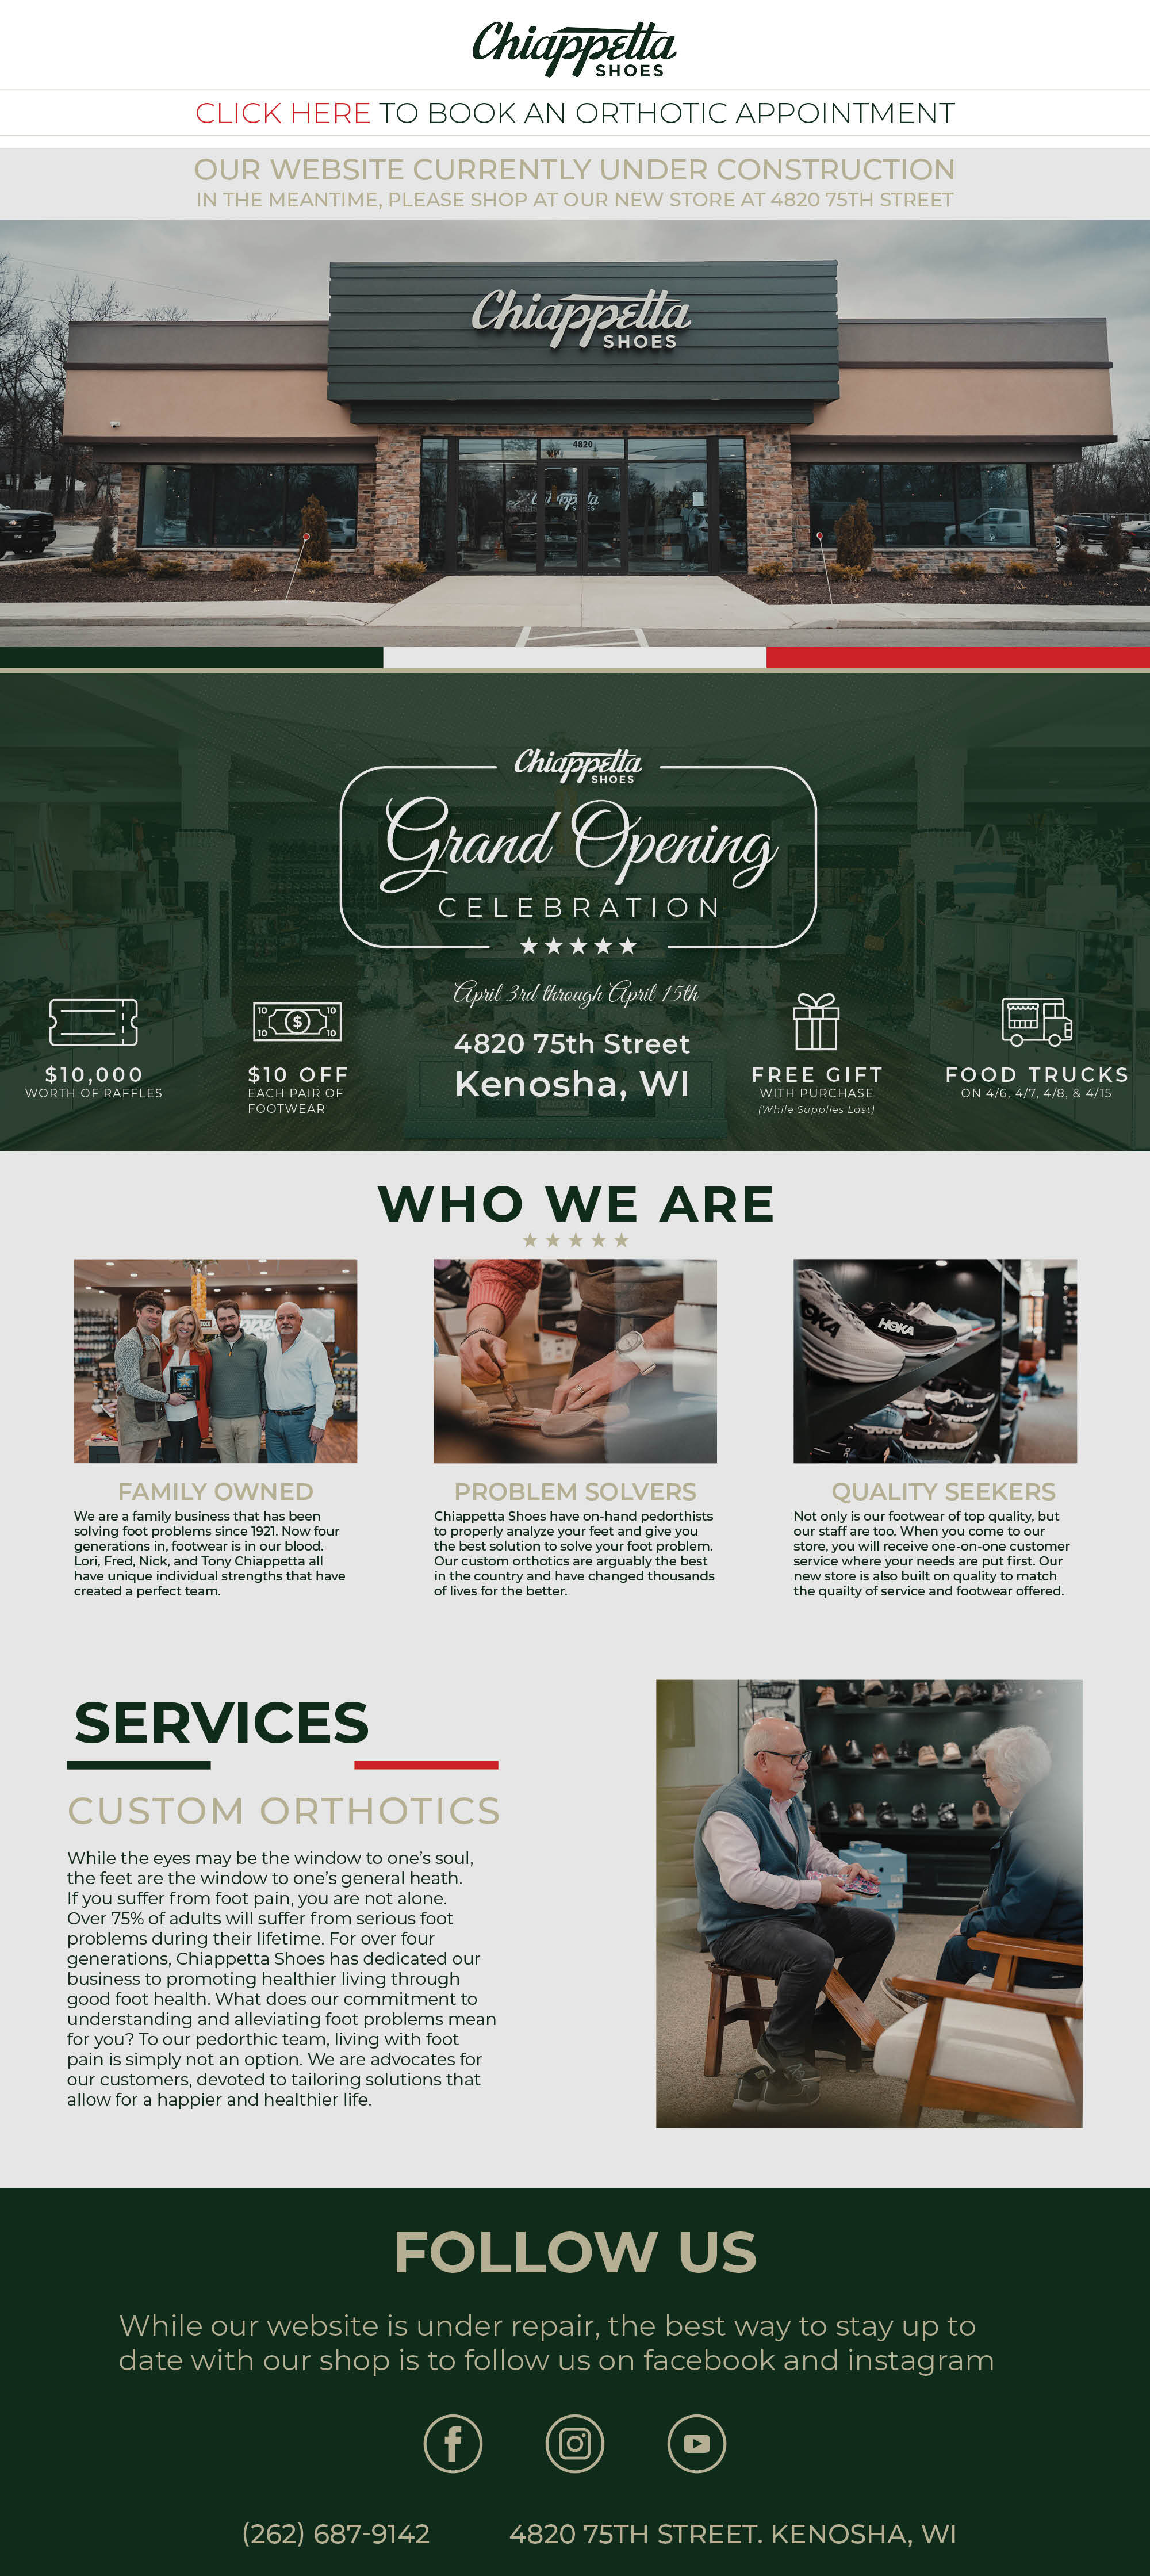 Chiappetta
SHOES
CLICK HERE TO BOOK AN ORTHOTIC APPOINTMENT
OUR WEBSITE CURRENTLY UNDER CONSTRUCTION
IN THE MEANTIME, PLEASE SHOP AT OUR NEW STORE AT 4820 75TH STREET
Chiappetta
SHOES
4820
Chiappetta
SHOES
Grand Opening
CELEBRATION
April 3rd through April 15th
4820 75th Street
Kenosha, WI
$10,000
WORTH OF RAFFLES
10 10
$
10 10
$10 OFF
EACH PAIR OF
FOOTWEAR
FREE GIFT
WITH PURCHASE
(While Supplies Last)
FOOD TRUCKS
ON 4/6, 4/7, 4/8, & 4/15
WHO WE ARE
HOKA
FAMILY OWNED
We are a family business that has been
solving foot problems since 1921. Now four
generations in, footwear is in our blood.
Lori, Fred, Nick, and Tony Chiappetta all
have unique individual strengths that have
created a perfect team.
PROBLEM SOLVERS
Chiappetta Shoes have on-hand pedorthists
to properly analyze your feet and give you
the best solution to solve your foot problem.
Our custom orthotics are arguably the best
in the country and have changed thousands
of lives for the better.
QUALITY SEEKERS
Not only is our footwear of top quality, but
our staff are too. When you come to our
store, you will receive one-on-one customer
service where your needs are put first. Our
new store is also built on quality to match
the quailty of service and footwear offered.
SERVICES
CUSTOM ORTHOTICS
While the eyes may be the window to one's soul,
the feet are the window to one's general heath.
If you suffer from foot pain, you are not alone.
Over 75% of adults will suffer from serious foot
problems during their lifetime. For over four
generations, Chiappetta Shoes has dedicated our
business to promoting healthier living through
good foot health. What does our commitment to
understanding and alleviating foot problems mean
for you? To our pedorthic team, living with foot
pain is simply not an option. We are advocates for
our customers, devoted to tailoring solutions that
allow for a happier and healthier life.
FOLLOW US
While our website is under repair, the best way to stay up to
date with our shop is to follow us on facebook and instagram
(262) 687-9142
4820 75TH STREET. KENOSHA, WI